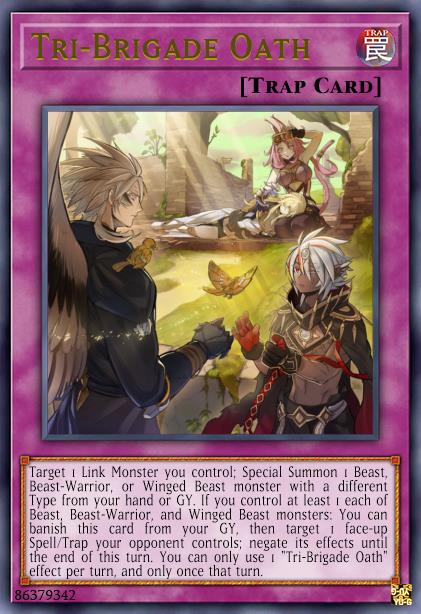 Tri-Brigade Oath
TRAP
罠
[Trap Card]
Target 1 Link Monster you control; Special Summon 1 Beast,
Beast-Warrior, or Winged Beast monster with a different
Type from your hand or GY. If you control at least 1 each of
Beast, Beast-Warrior, and Winged Beast monsters: You can
banish this card from your GY, then target 1 face-up
Spell/Trap your opponent controls; negate its effects until
the end of this turn. You can only use 1 "Tri-Brigade Oath"
effect per turn, and only once that turn.
86379342